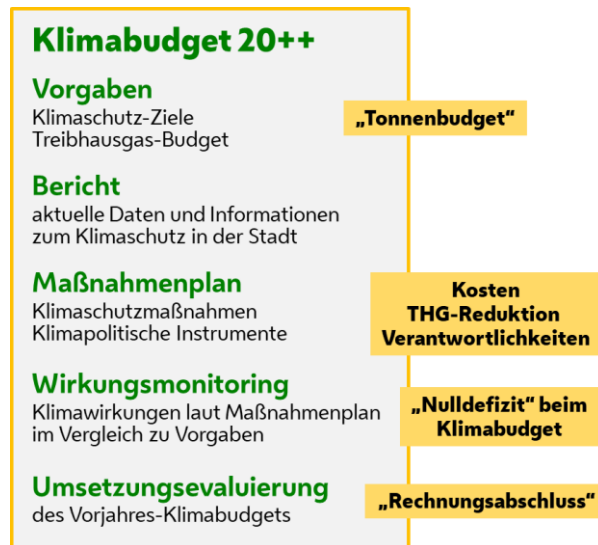 Klimabudget 20++
Vorgaben
Klimaschutz-Ziele
Treibhausgas-Budget
„Tonnenbudget“
Bericht
aktuelle Daten und Informationen
zum Klimaschutz in der Stadt
Maßnahmenplan
Klimaschutzmaßnahmen
Klimapolitische Instrumente
Kosten
THG-Reduktion
Verantwortlichkeiten
Wirkungsmonitoring
Klimawirkungen laut Maßnahmenplan
im Vergleich zu Vorgaben
„Nulldefizit“ beim
Klimabudget
Umsetzungsevaluierung
des Vorjahres-Klimabudgets
„Rechnungsabschluss“